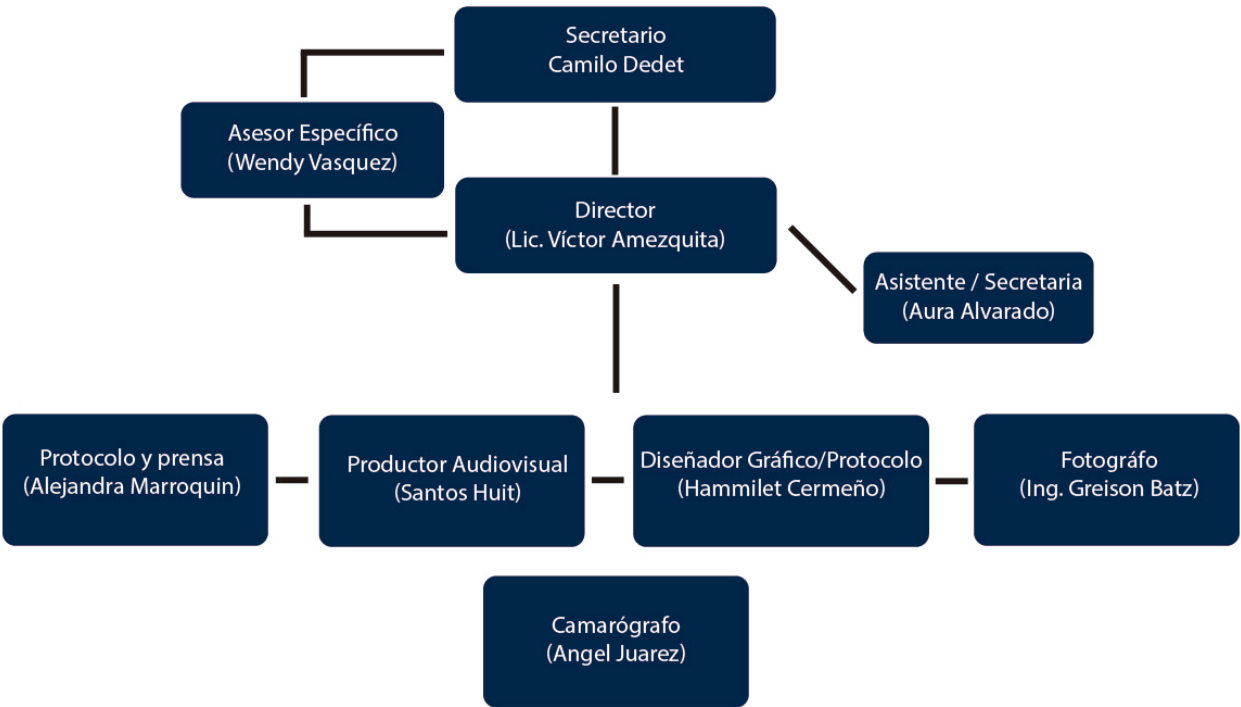 Secretario
Camilo Dedet
Asesor Específico
(Wendy Vasquez)
Director
(Lic. Víctor Amezquita)
Asistente / Secretaria
(Aura Alvarado)
Protocolo y prensa
(Alejandra Marroquin)
Productor Audiovisual
(Santos Huit)
Diseñador Gráfico/Protocolo
(Hammilet Cermeño)
Fotográfo
(Ing. Greison Batz)
Camarógrafo
(Angel Juarez)